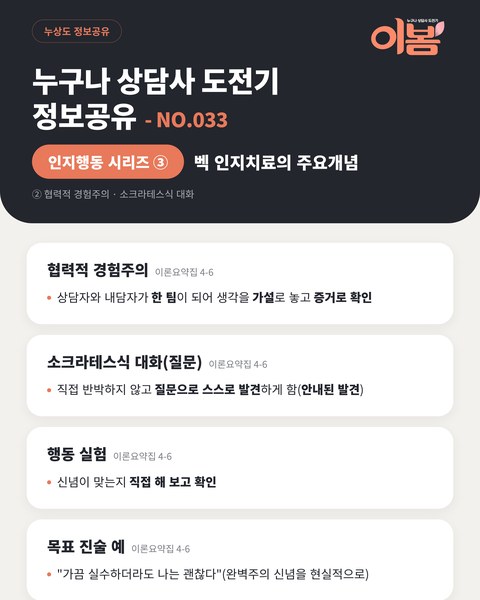 누상도 정보공유
누구나 상담사 도전기
이봄
누구나 상담사 도전기
정보공유 - NO.033
인지행동 시리즈 ③ 벡 인지치료의 주요개념
② 협력적 경험주의 · 소크라테스식 대화
협력적 경험주의 이론요약집 4-6
• 상담자와 내담자가 한 팀이 되어 생각을 가설로 놓고 증거로 확인
소크라테스식 대화(질문) 이론요약집 4-6
• 직접 반박하지 않고 질문으로 스스로 발견하게 함(안내된 발견)
행동 실험 이론요약집 4-6
• 신념이 맞는지 직접 해 보고 확인
목표 진술 예 이론요약집 4-6
• "가끔 실수하더라도 나는 괜찮다"(완벽주의 신념을 현실적으로)